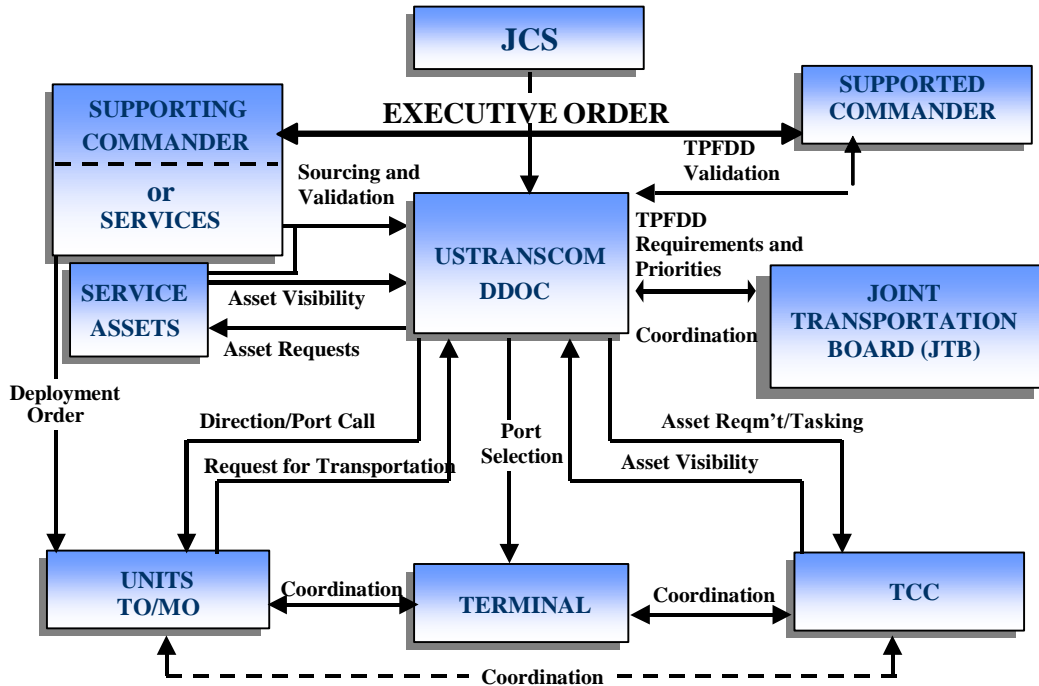 JCS
SUPPORTING
COMMANDER
or
SERVICES
EXECUTIVE ORDER
SUPPORTED
COMMANDER
TPFDD
Validation
Sourcing and
Validation
USTRANSCOM
DDOC
TPFDD
Requirements and
Priorities
SERVICE
ASSETS
Asset Visibility
Asset Requests
Coordination
JOINT
TRANSPORTATION
BOARD (JTB)
Deployment
Order
Direction/Port Call
Request for Transportation
Port
Selection
Asset Reqm't/Tasking
Asset Visibility
UNITS
TO/MO
Coordination
TERMINAL
Coordination
TCC
Coordination